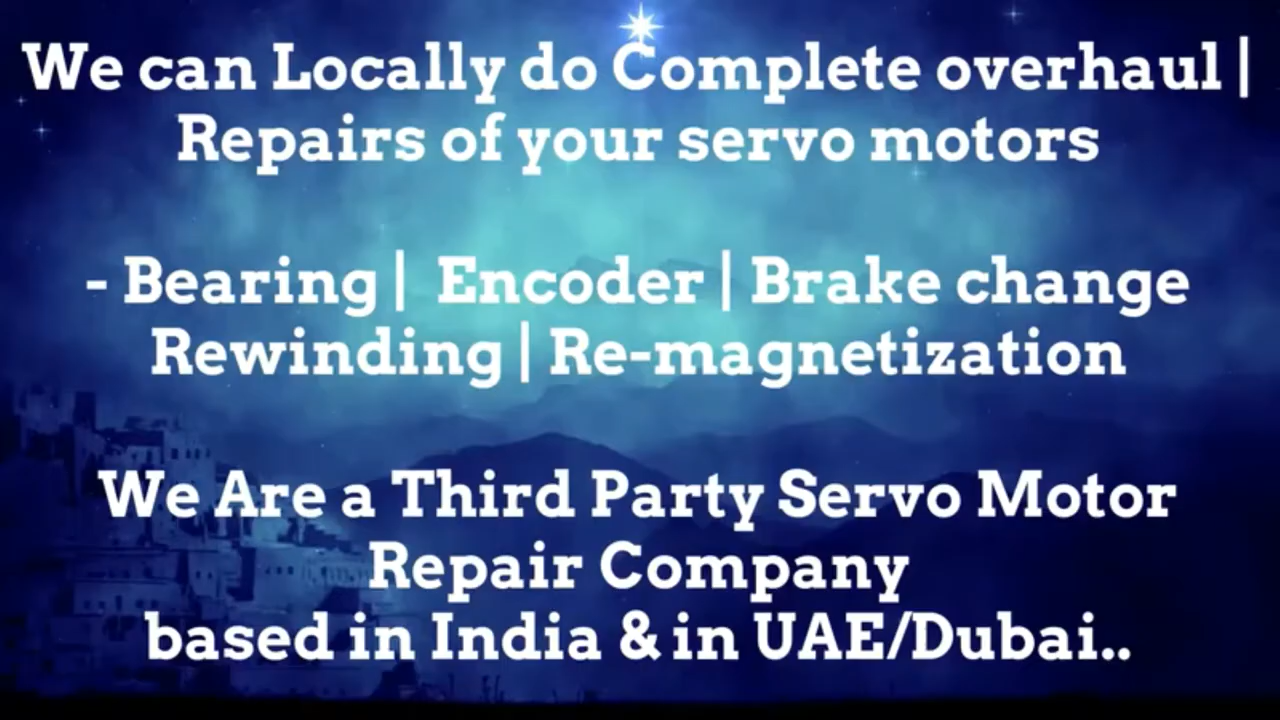 We can Locally do Complete overhaul |
Repairs of your servo motors
- Bearing | Encoder | Brake change
Rewinding | Re-magnetization
We Are a Third Party Servo Motor
Repair Company
based in India & in UAE/Dubai..